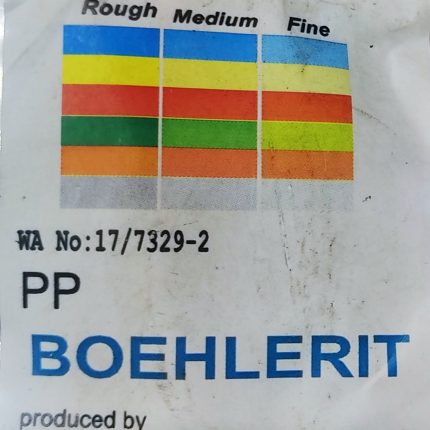 Rough Medium Fine
WA No:17/7329-2
PP
BOEHLERIT
produced by